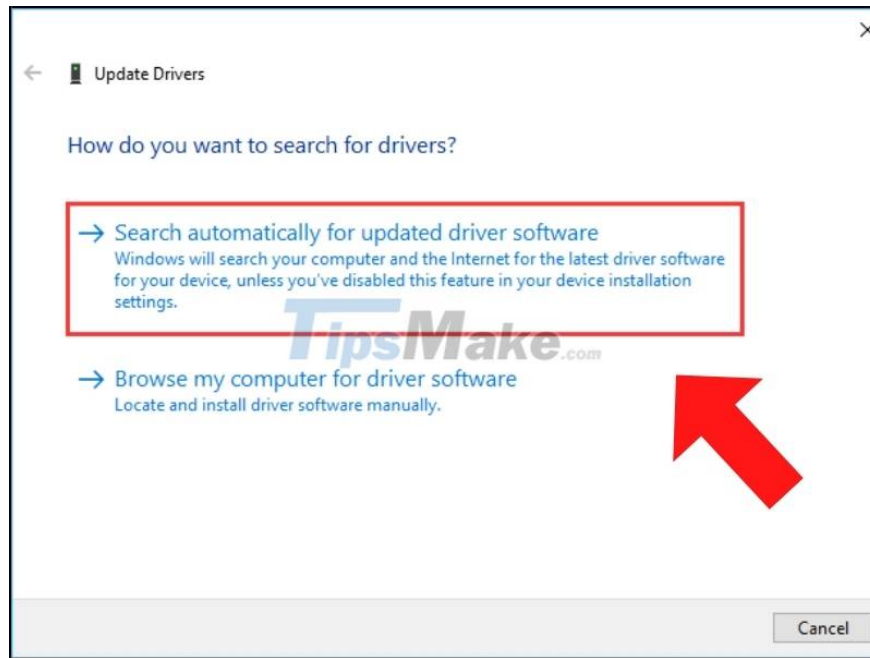 Update Drivers
How do you want to search for drivers?
Search automatically for updated driver software
Windows will search your computer and the Internet for the latest driver software
for your device, unless you've disabled this feature in your device installation
settings.
TipsMake.com
Browse my computer for driver software
Locate and install driver software manually.
Cancel